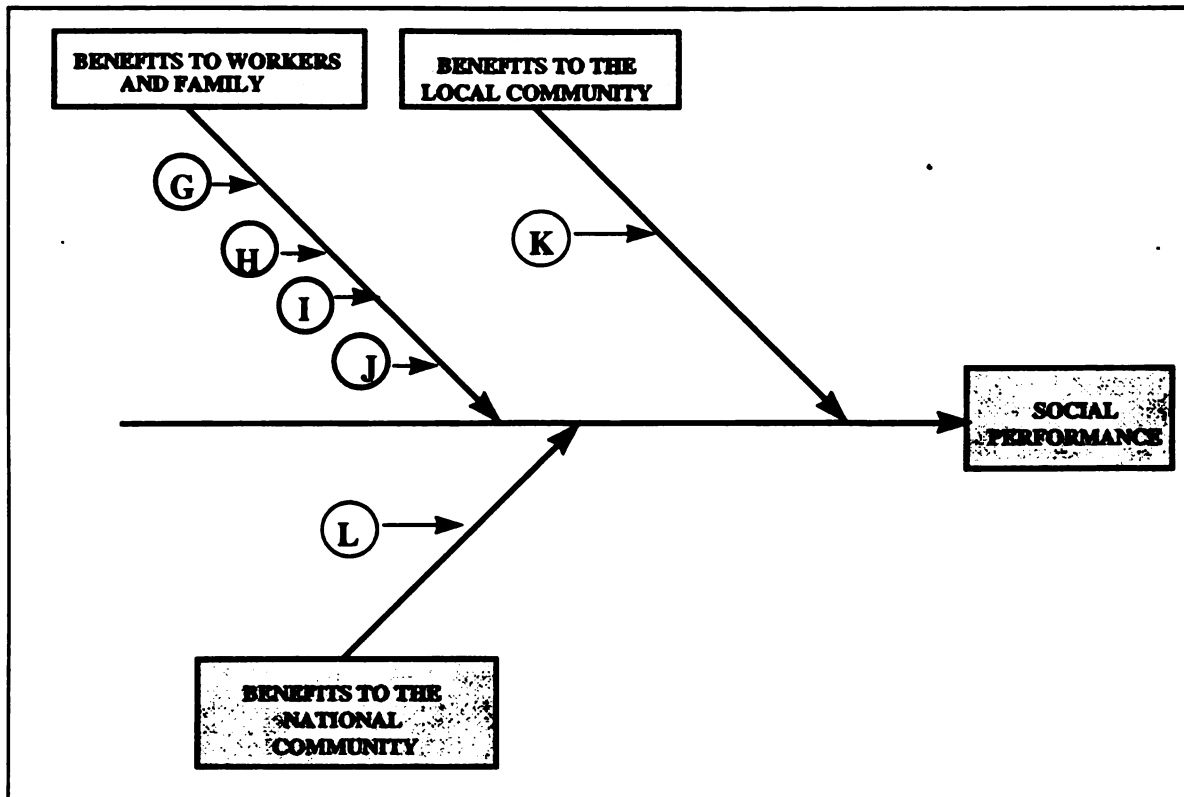 BENEFITS TO WORKERS
AND FAMILY
BENEFITS TO THE
LOCAL COMMUNITY
G
H
I
J
K
SOCIAL
PERFORMANCE
L
BENEFITS TO THE
NATIONAL
COMMUNITY